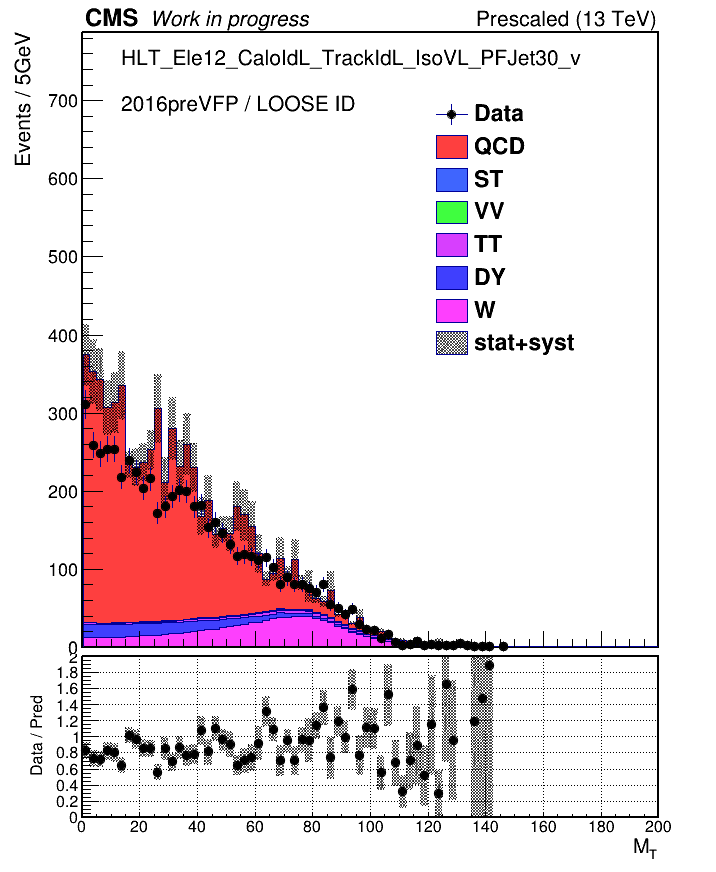 CMS Work in progress Prescaled (13 TeV)
Events / 5GeV
HLT_Ele12_CaloIdL_TrackIdL_IsoVL_PFJet30_v
2016preVFP / LOOSE ID
Data
QCD
ST
VV
TT
DY
W
stat+syst
700
600
500
400
300
200
100
0
Data / Pred
2
1.8
1.6
1.4
1.2
1
0.8
0.6
0.4
0.2
0
0 20 40 60 80 100 120 140 160 180 200
M_T